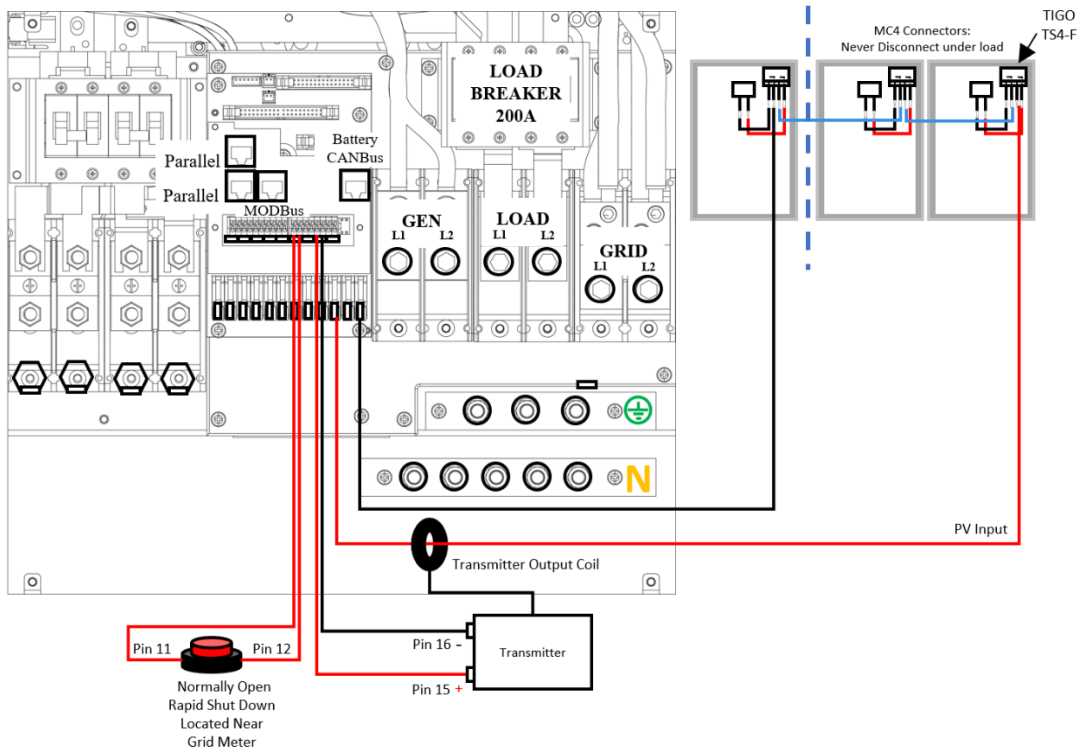 TIGO
TS4-F
MC4 Connectors:
Never Disconnect under load
LOAD
BREAKER
200A
Battery
CANBus
Parallel
Parallel
MODBus
GEN
L1 L2
LOAD
L1 L2
GRID
L1 L2
N
PV Input
Transmitter Output Coil
Pin 11
Pin 12
Pin 16 -
Transmitter
Pin 15 +
Normally Open
Rapid Shut Down
Located Near
Grid Meter